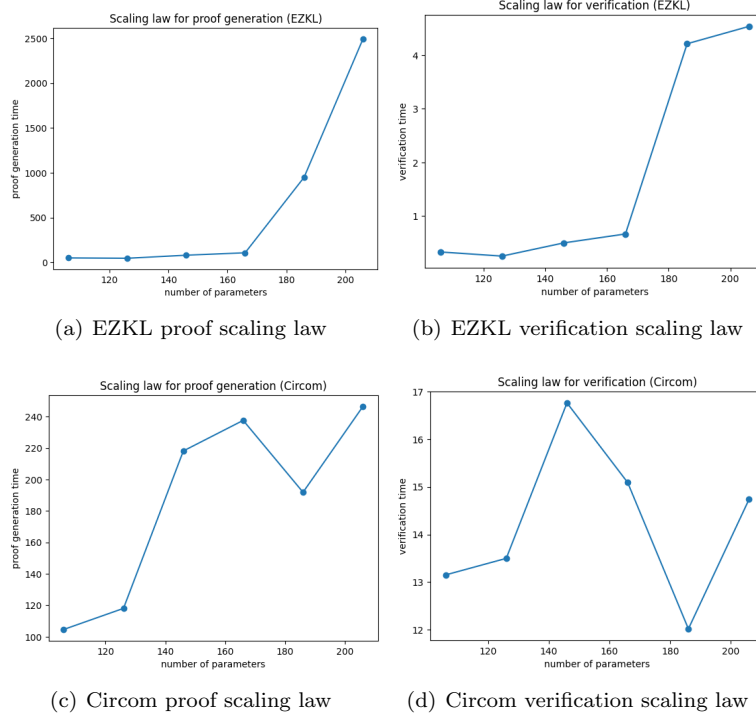 Scaling law for proof generation (EZKL)
2500
2000
1500
1000
500
0
proof generation time
120
140
160
180
200
number of parameters
(a) EZKL proof scaling law
Scaling law for verification (EZKL)
4
3
2
1
verification time
120
140
160
180
200
number of parameters
(b) EZKL verification scaling law
Scaling law for proof generation (Circom)
240
220
200
180
160
140
120
100
proof generation time
120
140
160
180
200
number of parameters
(c) Circom proof scaling law
Scaling law for verification (Circom)
17
16
15
14
13
12
verification time
120
140
160
180
200
number of parameters
(d) Circom verification scaling law